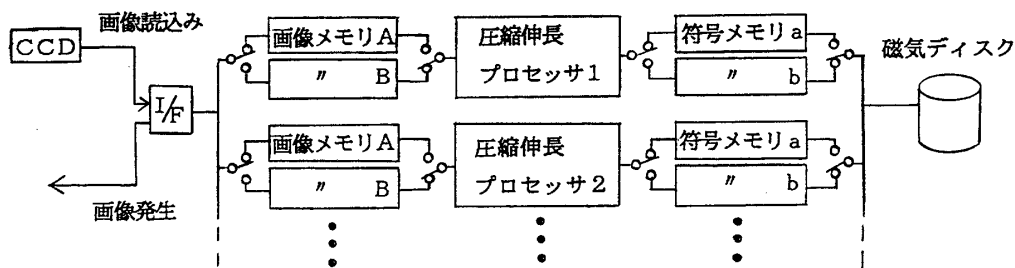 画像読込み
CCD
I/F
画像発生
画像メモリA
〃 B
圧縮伸長
プロセッサ1
符号メモリa
〃 b
磁気ディスク
画像メモリA
〃 B
圧縮伸長
プロセッサ2
符号メモリa
〃 b